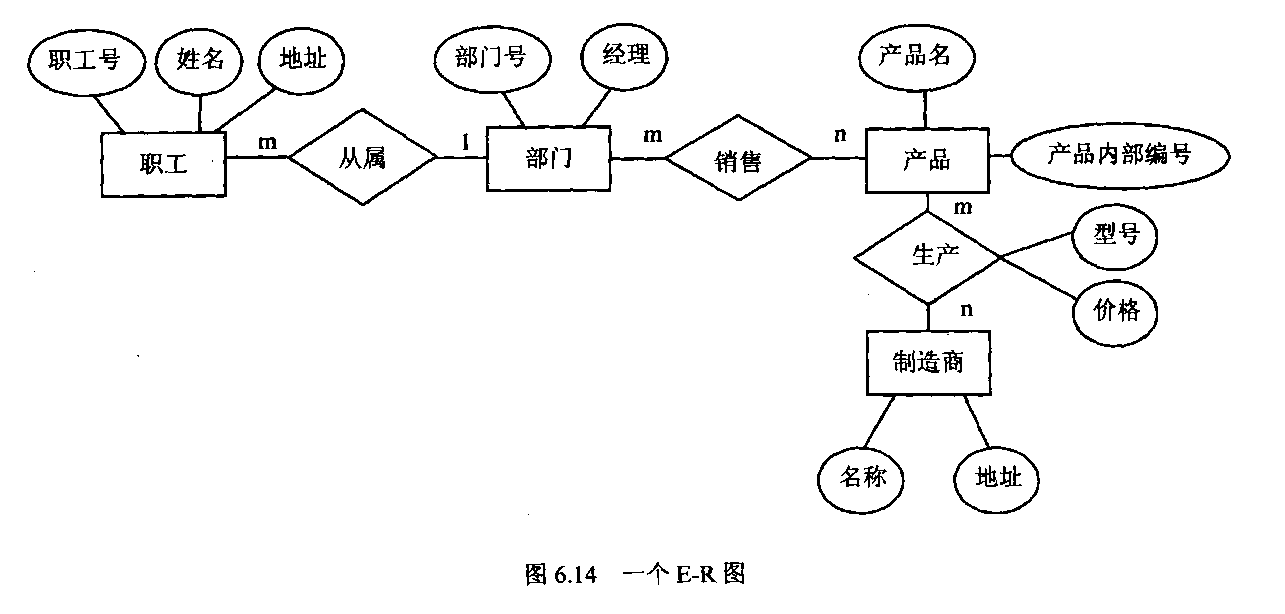 职工号 姓名 地址 部门号 经理 产品名
职工 m 从属 1 部门 m 销售 n 产品 产品内部编号
m 型号
生产
n 价格
制造商
名称 地址
图 6.14 一个 E-R 图